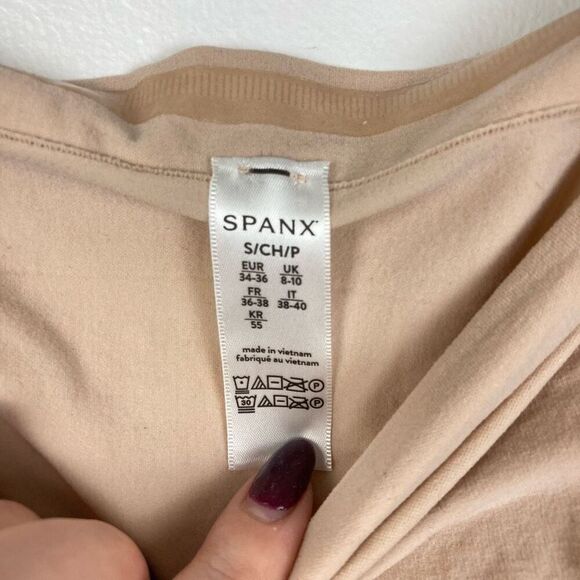 SPANX
S/CH/P
EUR UK
34-36 8-10
FR IT
36-38 38-40
KR
55
made in vietnam
fabriqué au vietnam
P
30 P